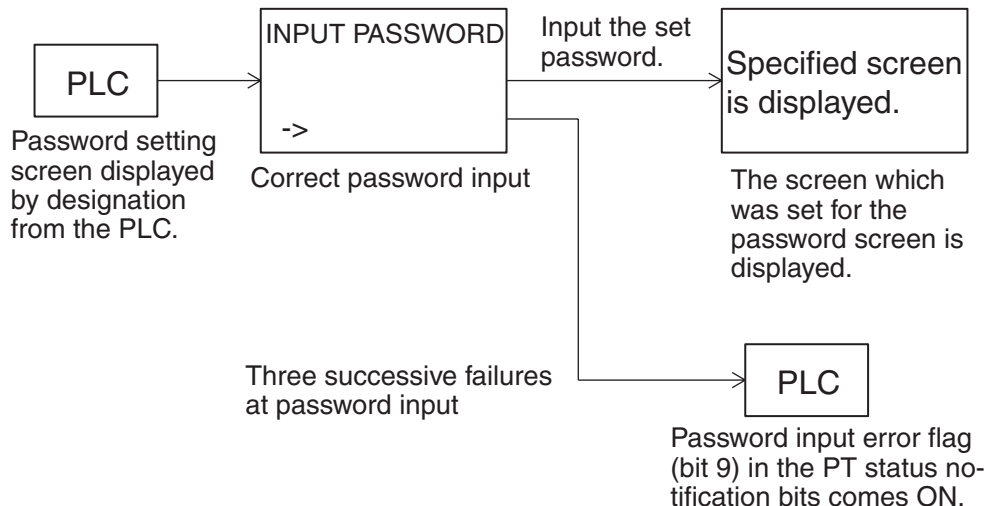 PLC
Password setting
screen displayed
by designation
from the PLC.
INPUT PASSWORD
->
Correct password input
Input the set
password.
Specified screen
is displayed.
The screen which
was set for the
password screen is
displayed.
Three successive failures
at password input
PLC
Password input error flag
(bit 9) in the PT status no-
tification bits comes ON.